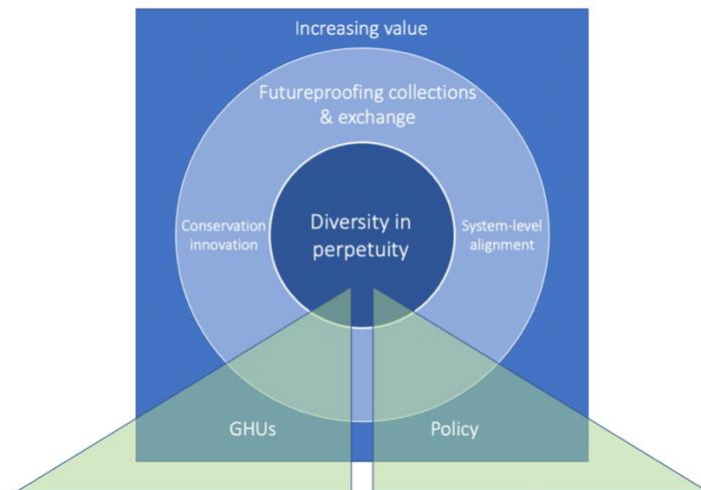 Increasing value
Futureproofing collections
& exchange
Conservation
innovation
Diversity in
perpetuity
System-level
alignment
GHUs
Policy